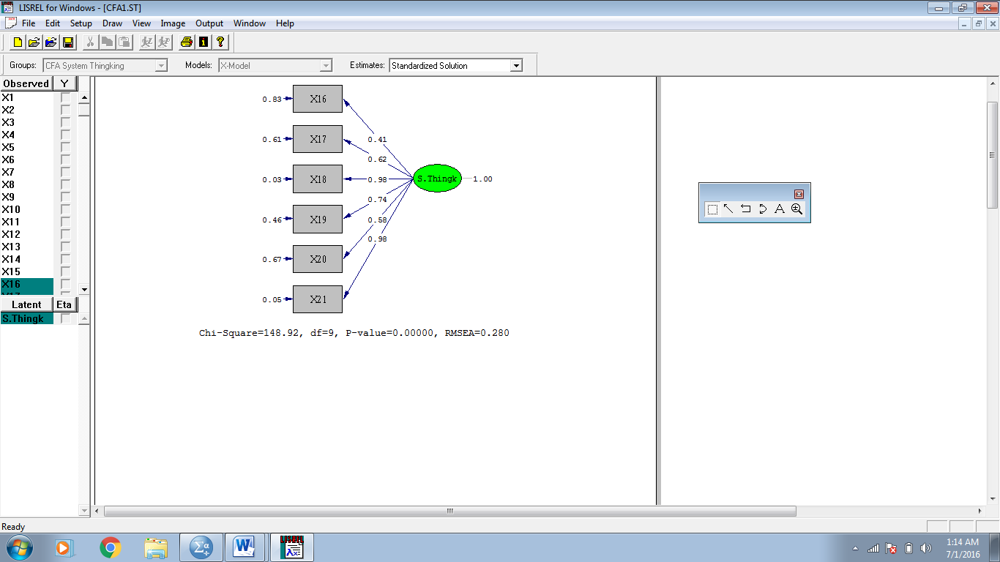 LISREL for Windows - [CFA1.ST]
File Edit Setup Draw View Image Output Window Help
Groups: CFA System Thingking Models: X-Model Estimates: Standardized Solution
Observed Y
X1
X2
X3
X4
X5
X6
X7
X8
X9
X10
X11
X12
X13
X14
X15
X16
Latent Eta
S.Thingk
0.83 X16
0.41
0.61 X17
0.62
0.03 X18 0.98 S.Thingk 1.00
0.74
0.46 X19 0.58
0.98
0.67 X20
0.05 X21
Chi-Square=148.92, df=9, P-value=0.00000, RMSEA=0.280
A
Ready
LISREL
1:14 AM
7/1/2016